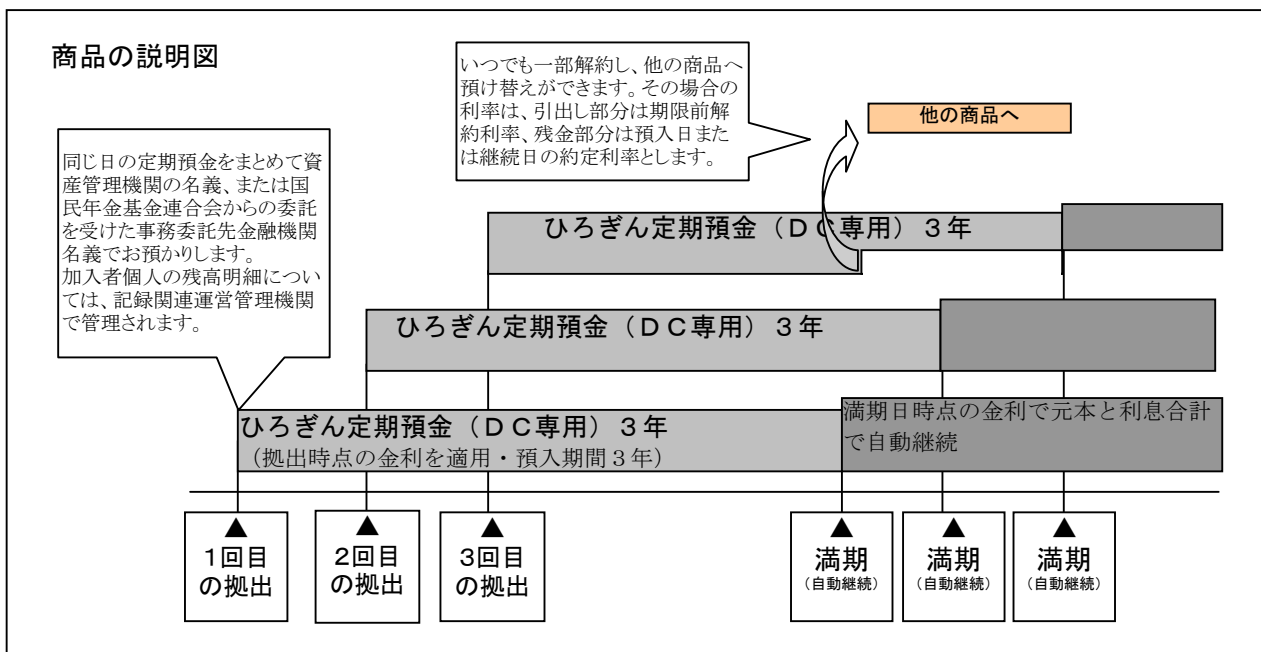 商品の説明図
いつでも一部解約し、他の商品へ
預け替えができます。その場合の
利率は、引出し部分は期限前解
約利率、残金部分は預入日また
は継続日の約定利率とします。
他の商品へ
同じ日の定期預金をまとめて資
産管理機関の名義、または国
民年金基金連合会からの委託
を受けた事務委託先金融機関
名義でお預かりします。
加入者個人の残高明細につい
ては、記録関連運営管理機関
で管理されます。
ひろぎん定期預金（ＤＣ専用）３年
ひろぎん定期預金（ＤＣ専用）３年
ひろぎん定期預金（ＤＣ専用）３年
（拠出時点の金利を適用・預入期間３年）
満期日時点の金利で元本と利息合計
で自動継続
▲
1回目
の拠出
▲
2回目
の拠出
▲
3回目
の拠出
▲
満期
（自動継続）
▲
満期
（自動継続）
▲
満期
（自動継続）